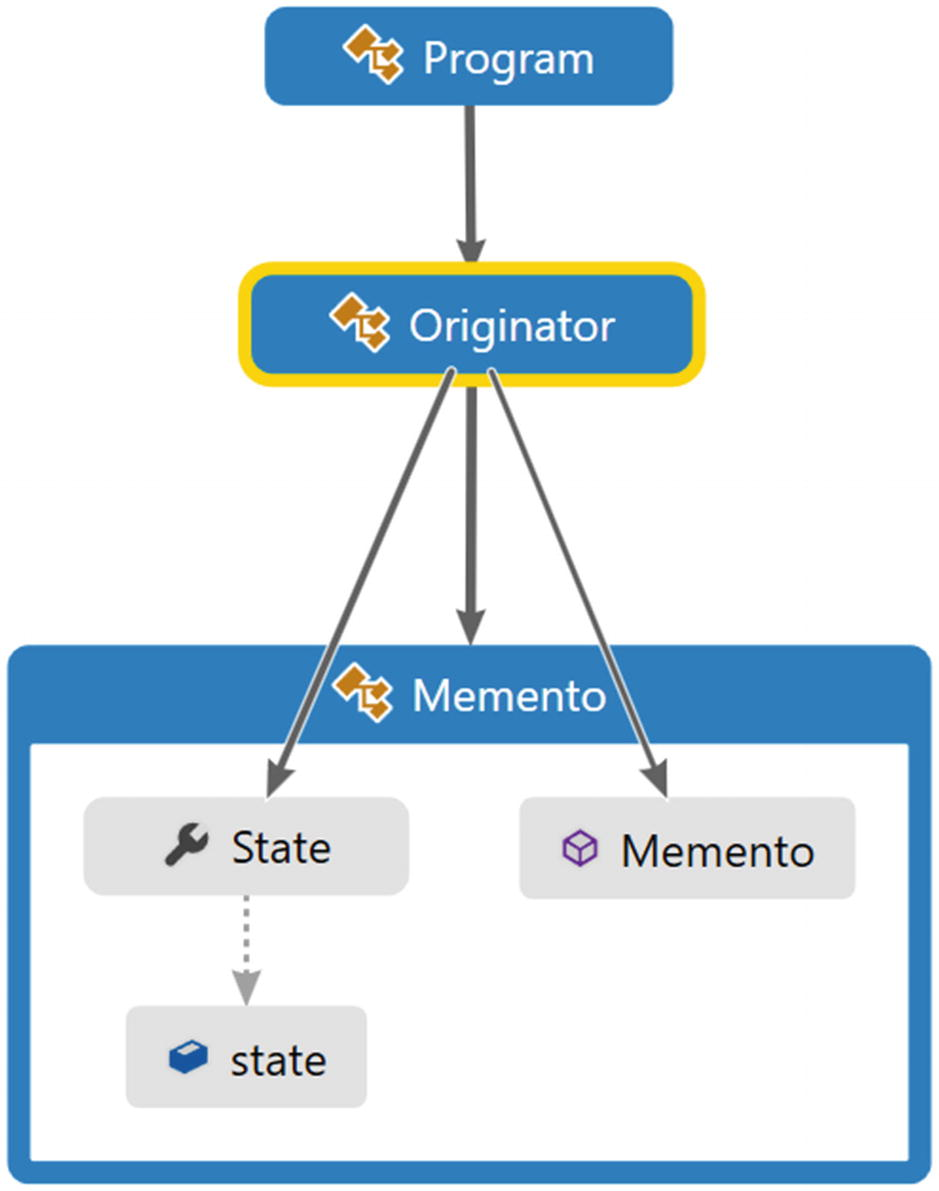 Program
Originator
Memento
State
Memento
state